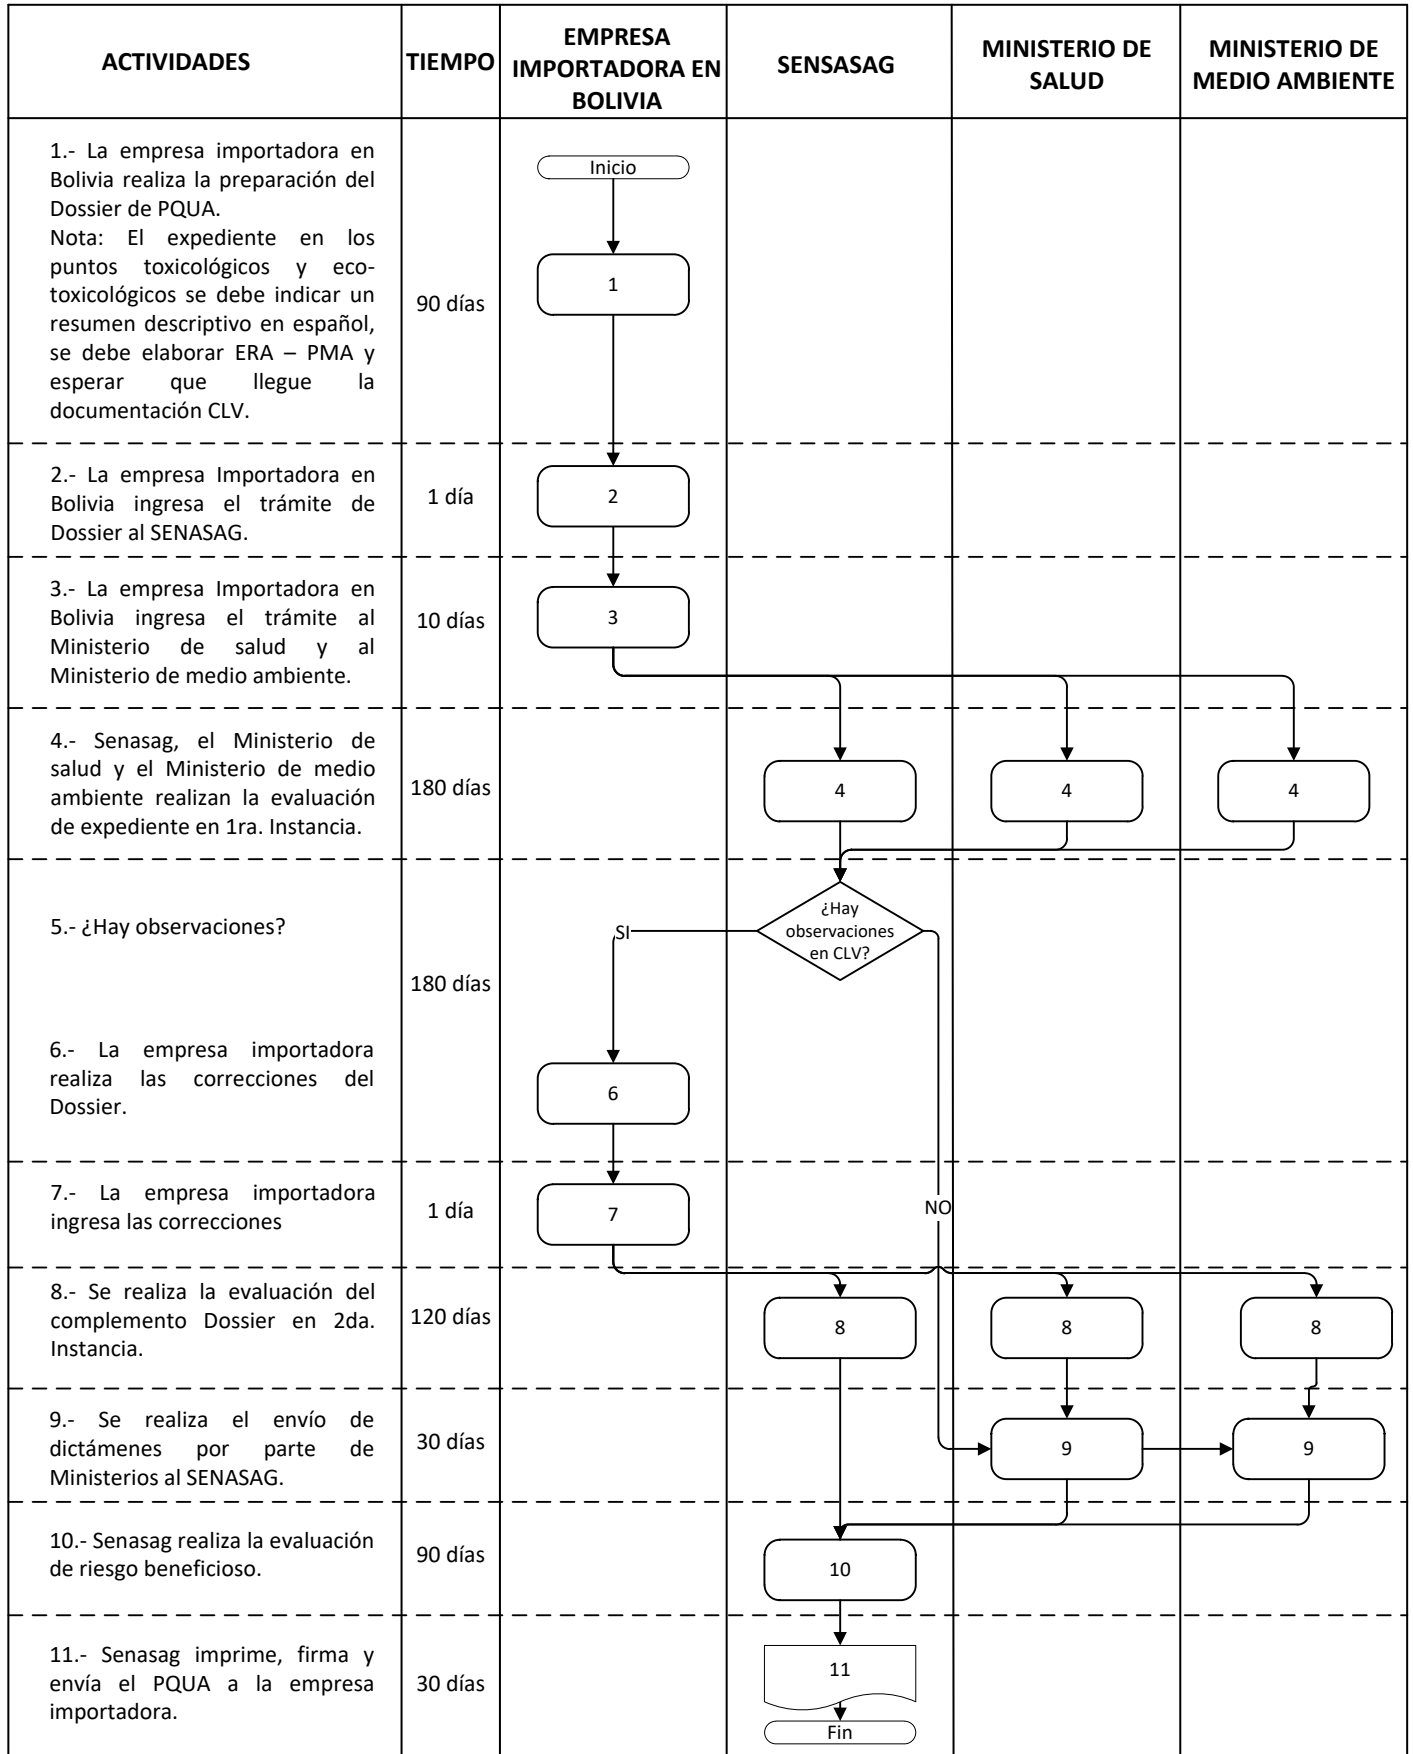 ACTIVIDADES
TIEMPO
EMPRESA
IMPORTADORA EN
BOLIVIA
SENSASAG
MINISTERIO DE
SALUD
MINISTERIO DE
MEDIO AMBIENTE
1.- La empresa importadora en
Bolivia realiza la preparación del
Dossier de PQUA.
Nota: El expediente en los
puntos toxicológicos y eco-
toxicológicos se debe indicar un
resumen descriptivo en español,
se debe elaborar ERA – PMA y
esperar que llegue la
documentación CLV.
90 días
Inicio
1
2.- La empresa Importadora en
Bolivia ingresa el trámite de
Dossier al SENASAG.
1 día
2
3.- La empresa Importadora en
Bolivia ingresa el trámite al
Ministerio de salud y al
Ministerio de medio ambiente.
10 días
3
4.- Senasag, el Ministerio de
salud y el Ministerio de medio
ambiente realizan la evaluación
de expediente en 1ra. Instancia.
180 días
4
4
4
5.- ¿Hay observaciones?
SI
¿Hay
observaciones
en CLV?
180 días
6.- La empresa importadora
realiza las correcciones del
Dossier.
6
7.- La empresa importadora
ingresa las correcciones
1 día
7
NO
8.- Se realiza la evaluación del
complemento Dossier en 2da.
Instancia.
120 días
8
8
8
9.- Se realiza el envío de
dictámenes por parte de
Ministerios al SENASAG.
30 días
9
9
10.- Senasag realiza la evaluación
de riesgo beneficioso.
90 días
10
11.- Senasag imprime, firma y
envía el PQUA a la empresa
importadora.
30 días
11
Fin